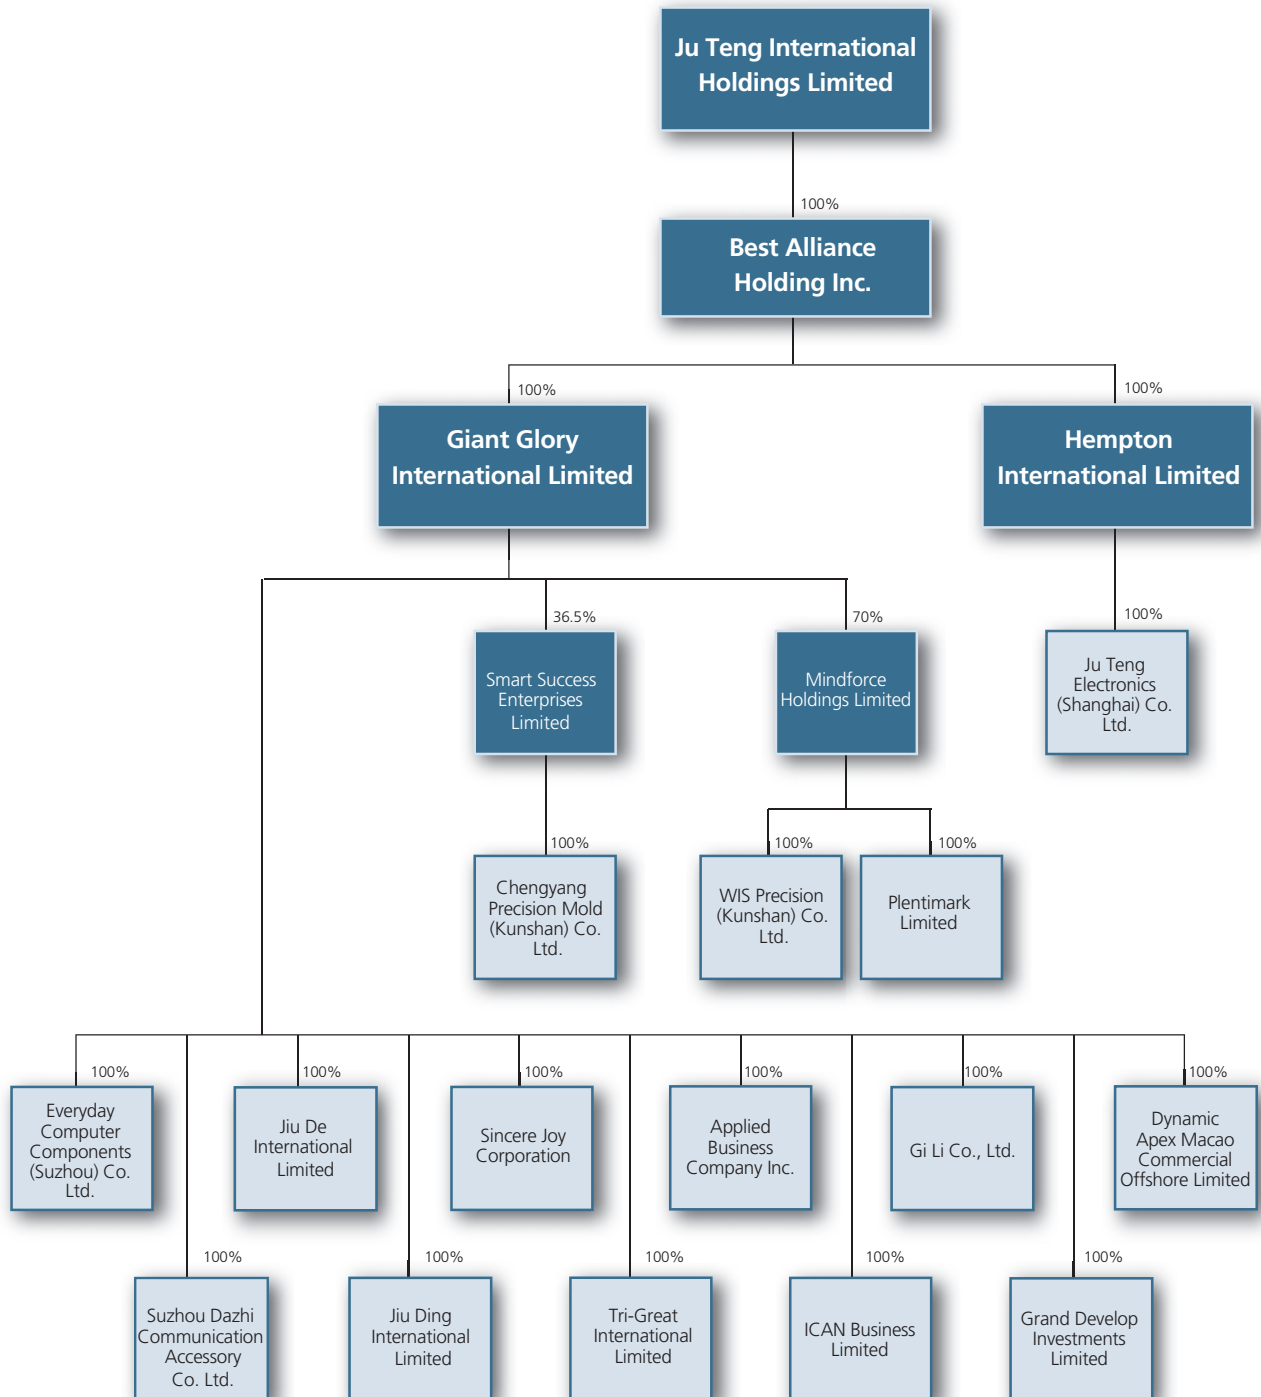 Ju Teng International
Holdings Limited
100%
Best Alliance
Holding Inc.
100%
100%
Giant Glory
International Limited
Hempton
International Limited
36.5%
70%
100%
Smart Success
Enterprises
Limited
Mindforce
Holdings Limited
Ju Teng
Electronics
(Shanghai) Co.
Ltd.
100%
100%
100%
Chengyang
Precision Mold
(Kunshan) Co.
Ltd.
WIS Precision
(Kunshan) Co.
Ltd.
Plentimark
Limited
100%
100%
100%
100%
100%
100%
Everyday
Computer
Components
(Suzhou) Co.
Ltd.
Jiu De
International
Limited
Sincere Joy
Corporation
Applied
Business
Company Inc.
Gi Li Co., Ltd.
Dynamic
Apex Macao
Commercial
Offshore Limited
100%
100%
100%
100%
100%
Suzhou Dazhi
Communication
Accessory
Co. Ltd.
Jiu Ding
International
Limited
Tri-Great
International
Limited
ICAN Business
Limited
Grand Develop
Investments
Limited